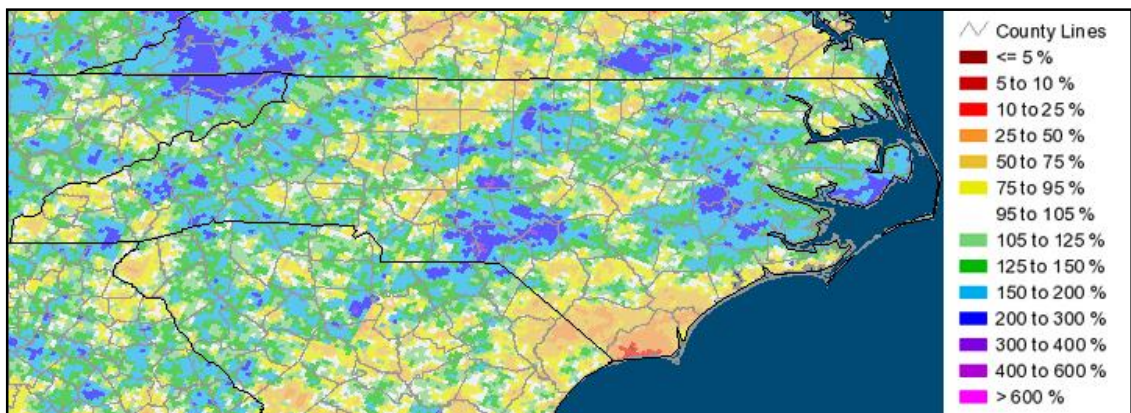 County Lines
<= 5 %
5 to 10 %
10 to 25 %
25 to 50 %
50 to 75 %
75 to 95 %
95 to 105 %
105 to 125 %
125 to 150 %
150 to 200 %
200 to 300 %
300 to 400 %
400 to 600 %
> 600 %